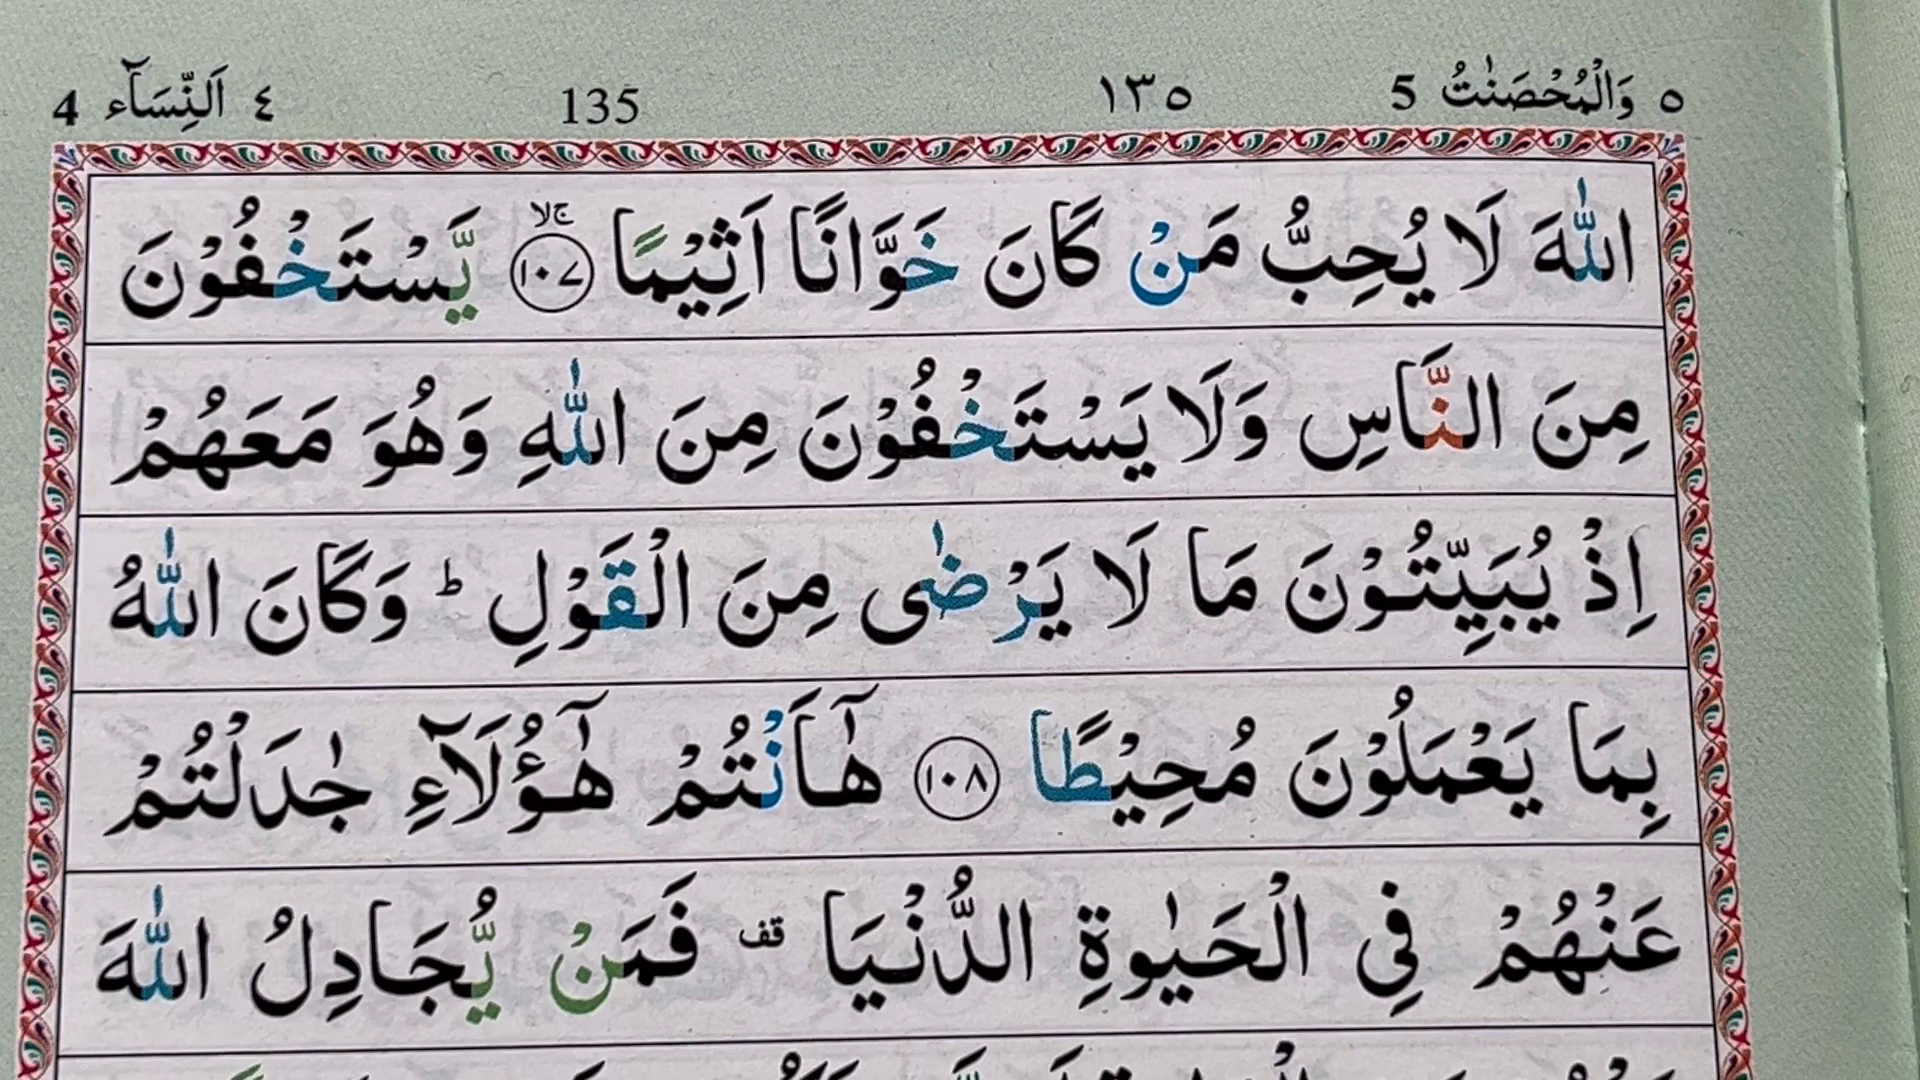 ٥ وَالْمُحْصَنٰتُ 5 ١٣٥ 135 ٤ اَلنِّسَآء 4
اللّٰهَ لَا يُحِبُّ مَنْ كَانَ خَوَّانًا اَثِيْمًا ۚۙ ﴿١٠٧﴾ يَّسْتَخْفُوْنَ
مِنَ النَّاسِ وَلَا يَسْتَخْفُوْنَ مِنَ اللّٰهِ وَهُوَ مَعَهُمْ
اِذْ يُبَيِّتُوْنَ مَا لَا يَرْضٰى مِنَ الْقَوْلِ ؕ وَكَانَ اللّٰهُ
بِمَا يَعْمَلُوْنَ مُحِيْطًا ﴿١٠٨﴾ هٰۤاَنْتُمْ هٰۤؤُلَآءِ جٰدَلْتُمْ
عَنْهُمْ فِى الْحَيٰوةِ الدُّنْيَا قف فَمَنْ يُّجَادِلُ اللّٰهَ